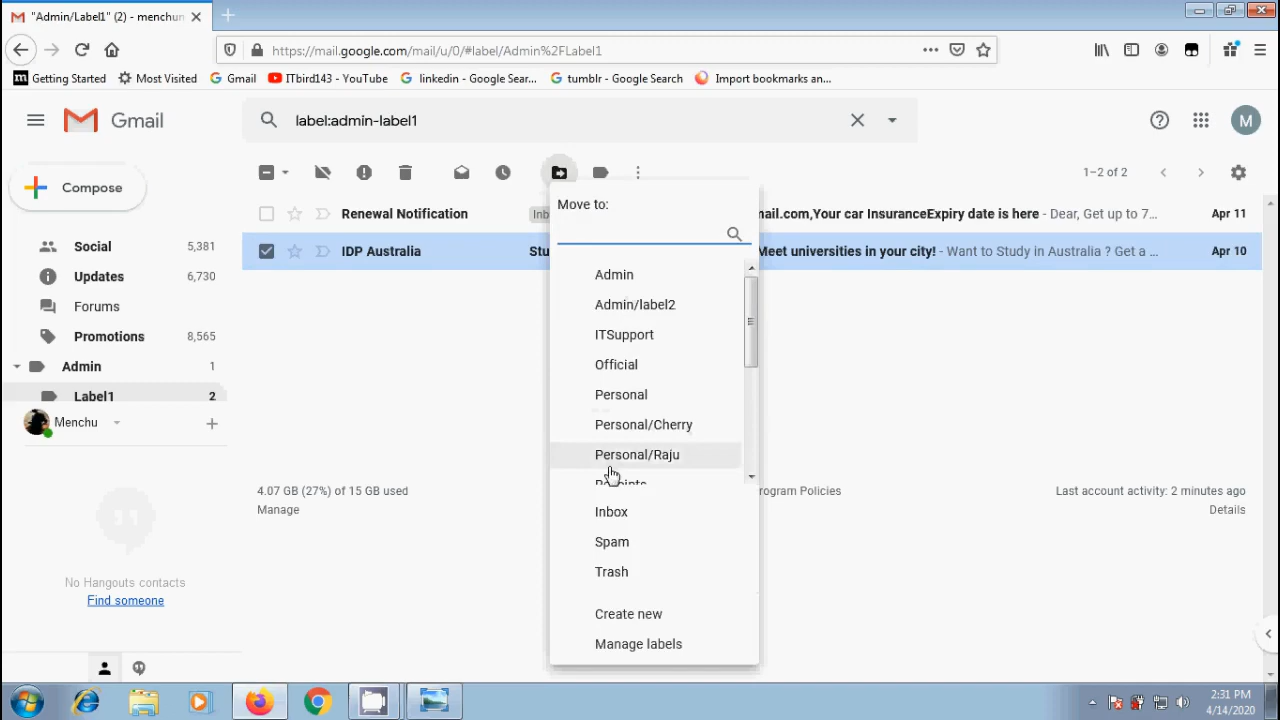 "Admin/Label1" (2) - menchun
https://mail.google.com/mail/u/0/#label/Admin%2FLabel1
Getting Started Most Visited Gmail ITbird143 - YouTube linkedin - Google Sear... tumblr - Google Search Import bookmarks an...
Gmail
label:admin-label1
M
Compose
1–2 of 2
Move to:
Renewal Notification Inb mail.com,Your car InsuranceExpiry date is here - Dear, Get up to 7... Apr 11
Social 5,381
IDP Australia Stu Meet universities in your city! - Want to Study in Australia ? Get a ... Apr 10
Updates 6,730
Forums
Promotions 8,565
Admin 1
Label1 2
Menchu
Admin
Admin/label2
ITSupport
Official
Personal
Personal/Cherry
Personal/Raju
Receipts
Inbox
Spam
Trash
Create new
Manage labels
4.07 GB (27%) of 15 GB used
Manage
rogram Policies
Last account activity: 2 minutes ago
Details
No Hangouts contacts
Find someone
2:31 PM
4/14/2020